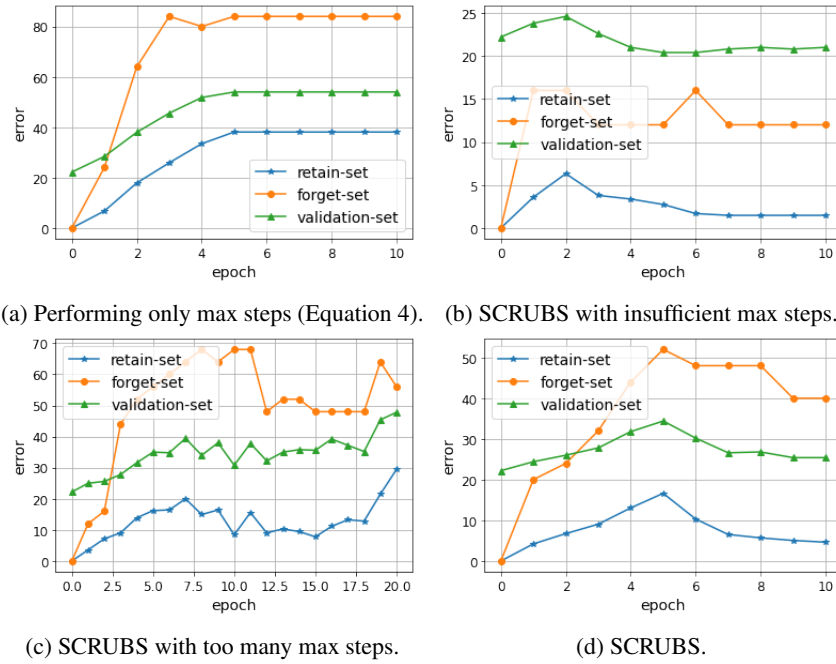 80
60
40
20
0
error
retain-set
forget-set
validation-set
0 2 4 6 8 10
epoch
(a) Performing only max steps (Equation 4).
25
20
15
10
5
0
error
retain-set
forget-set
validation-set
0 2 4 6 8 10
epoch
(b) SCRUBS with insufficient max steps.
70
60
50
40
30
20
10
0
error
retain-set
forget-set
validation-set
0.0 2.5 5.0 7.5 10.0 12.5 15.0 17.5 20.0
epoch
(c) SCRUBS with too many max steps.
50
40
30
20
10
0
error
retain-set
forget-set
validation-set
0 2 4 6 8 10
epoch
(d) SCRUBS.